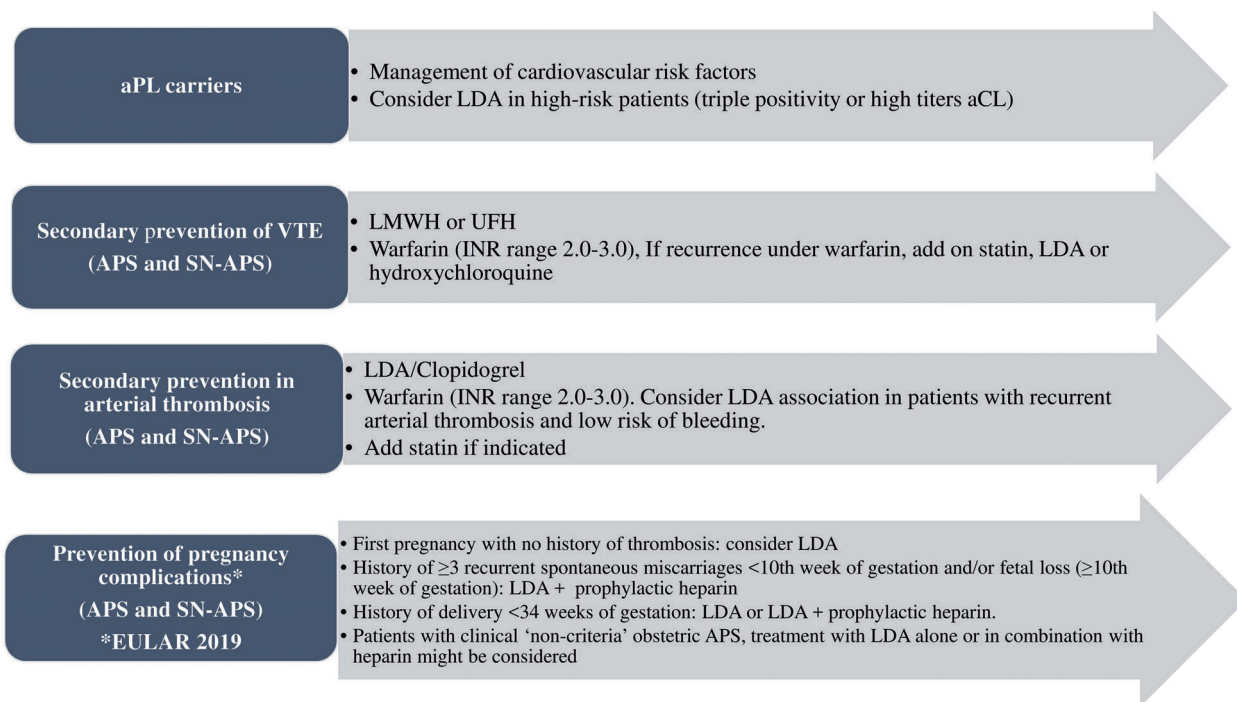 aPL carriers
• Management of cardiovascular risk factors
• Consider LDA in high-risk patients (triple positivity or high titers aCL)
Secondary prevention of VTE
(APS and SN-APS)
• LMWH or UFH
• Warfarin (INR range 2.0-3.0), If recurrence under warfarin, add on statin, LDA or
hydroxychloroquine
Secondary prevention in
arterial thrombosis
(APS and SN-APS)
• LDA/Clopidogrel
• Warfarin (INR range 2.0-3.0). Consider LDA association in patients with recurrent
arterial thrombosis and low risk of bleeding.
• Add statin if indicated
Prevention of pregnancy
complications*
(APS and SN-APS)
*EULAR 2019
• First pregnancy with no history of thrombosis: consider LDA
• History of ≥3 recurrent spontaneous miscarriages <10th week of gestation and/or fetal loss (≥10th
week of gestation): LDA + prophylactic heparin
• History of delivery <34 weeks of gestation: LDA or LDA + prophylactic heparin.
• Patients with clinical ‘non-criteria’ obstetric APS, treatment with LDA alone or in combination with
heparin might be considered